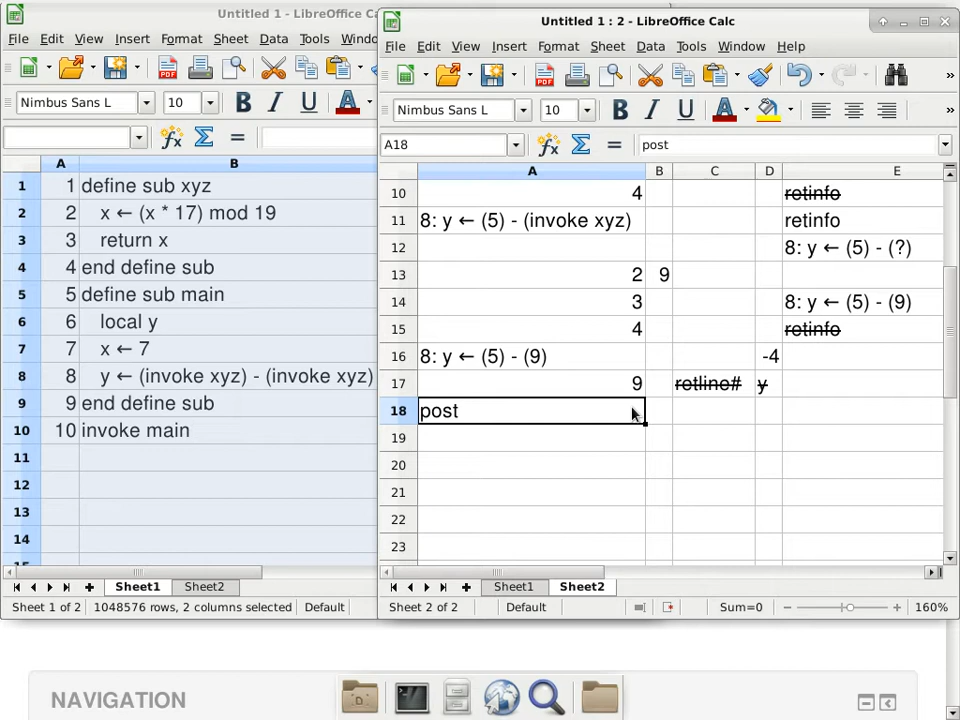 Untitled 1 - LibreOffice Ca
File Edit View Insert Format Sheet Data Tools Windo
Nimbus Sans L 10
A B
1 1 define sub xyz
2 2 x ← (x * 17) mod 19
3 3 return x
4 4 end define sub
5 5 define sub main
6 6 local y
7 7 x ← 7
8 8 y ← (invoke xyz) - (invoke xyz)
9 9 end define sub
10 10 invoke main
11
12
13
14
Sheet1 Sheet2
Sheet 1 of 2 1048576 rows, 2 columns selected Default
Untitled 1 : 2 - LibreOffice Calc
File Edit View Insert Format Sheet Data Tools Window Help
Nimbus Sans L 10
A18 post
A B C D E
10 4 retinfo
11 8: y ← (5) - (invoke xyz) retinfo
12 8: y ← (5) - (?)
13 2 9
14 3 8: y ← (5) - (9)
15 4 retinfo
16 8: y ← (5) - (9) -4
17 9 retline# y
18 post
19
20
21
22
23
Sheet1 Sheet2
Sheet 2 of 2 Default Sum=0 160%
NAVIGATION